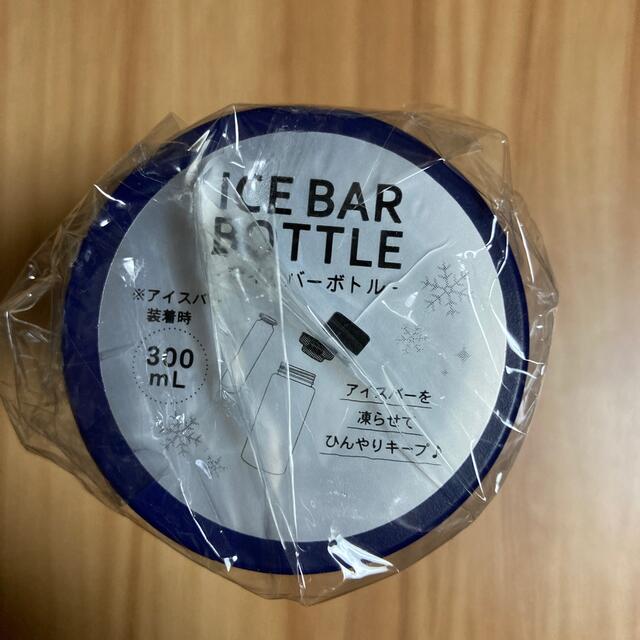 ICE BAR
BOTTLE
バーボトル-
※アイスバ
装着時
300
mL
アイスバーを
凍らせて
ひんやりキープ♪